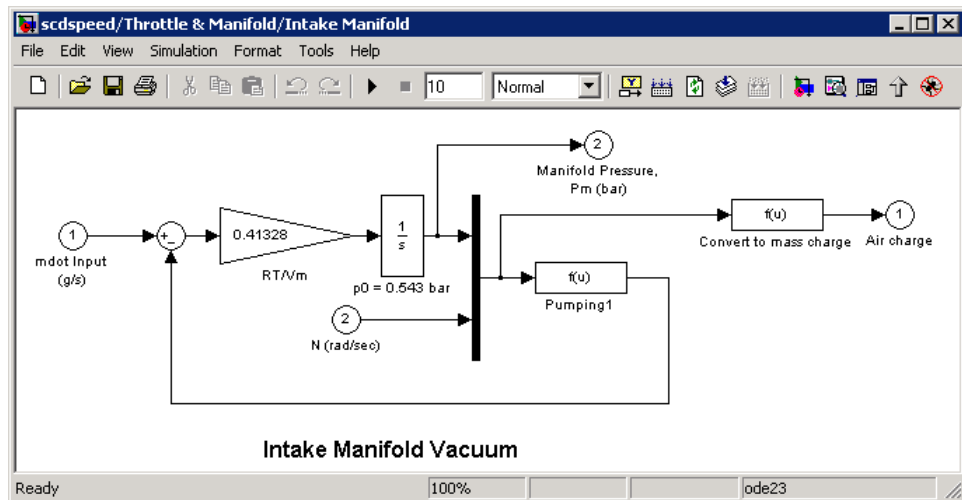 scdspeed/Throttle & Manifold/Intake Manifold
File Edit View Simulation Format Tools Help
10 Normal
2
Manifold Pressure,
Pm (bar)
1
mdot Input
(g/s)
+
-
0.41328
RT/Vm
1
s
p0 = 0.543 bar
2
N (rad/sec)
f(u)
Pumping1
f(u)
Convert to mass charge
1
Air charge
Intake Manifold Vacuum
Ready 100% ode23